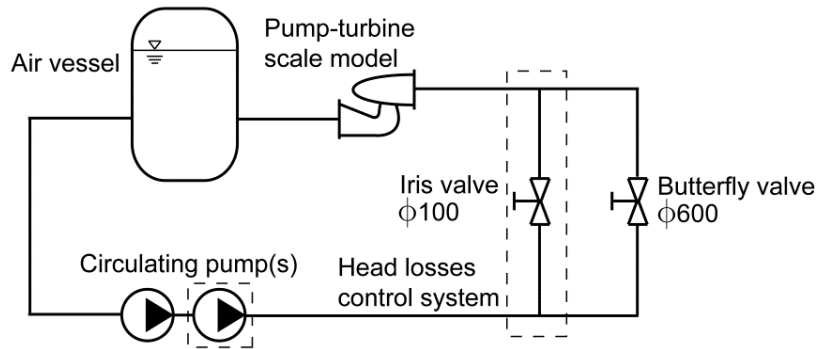 Pump-turbine
scale model
Air vessel
Iris valve
ϕ100
Butterfly valve
ϕ600
Circulating pump(s)
Head losses
control system